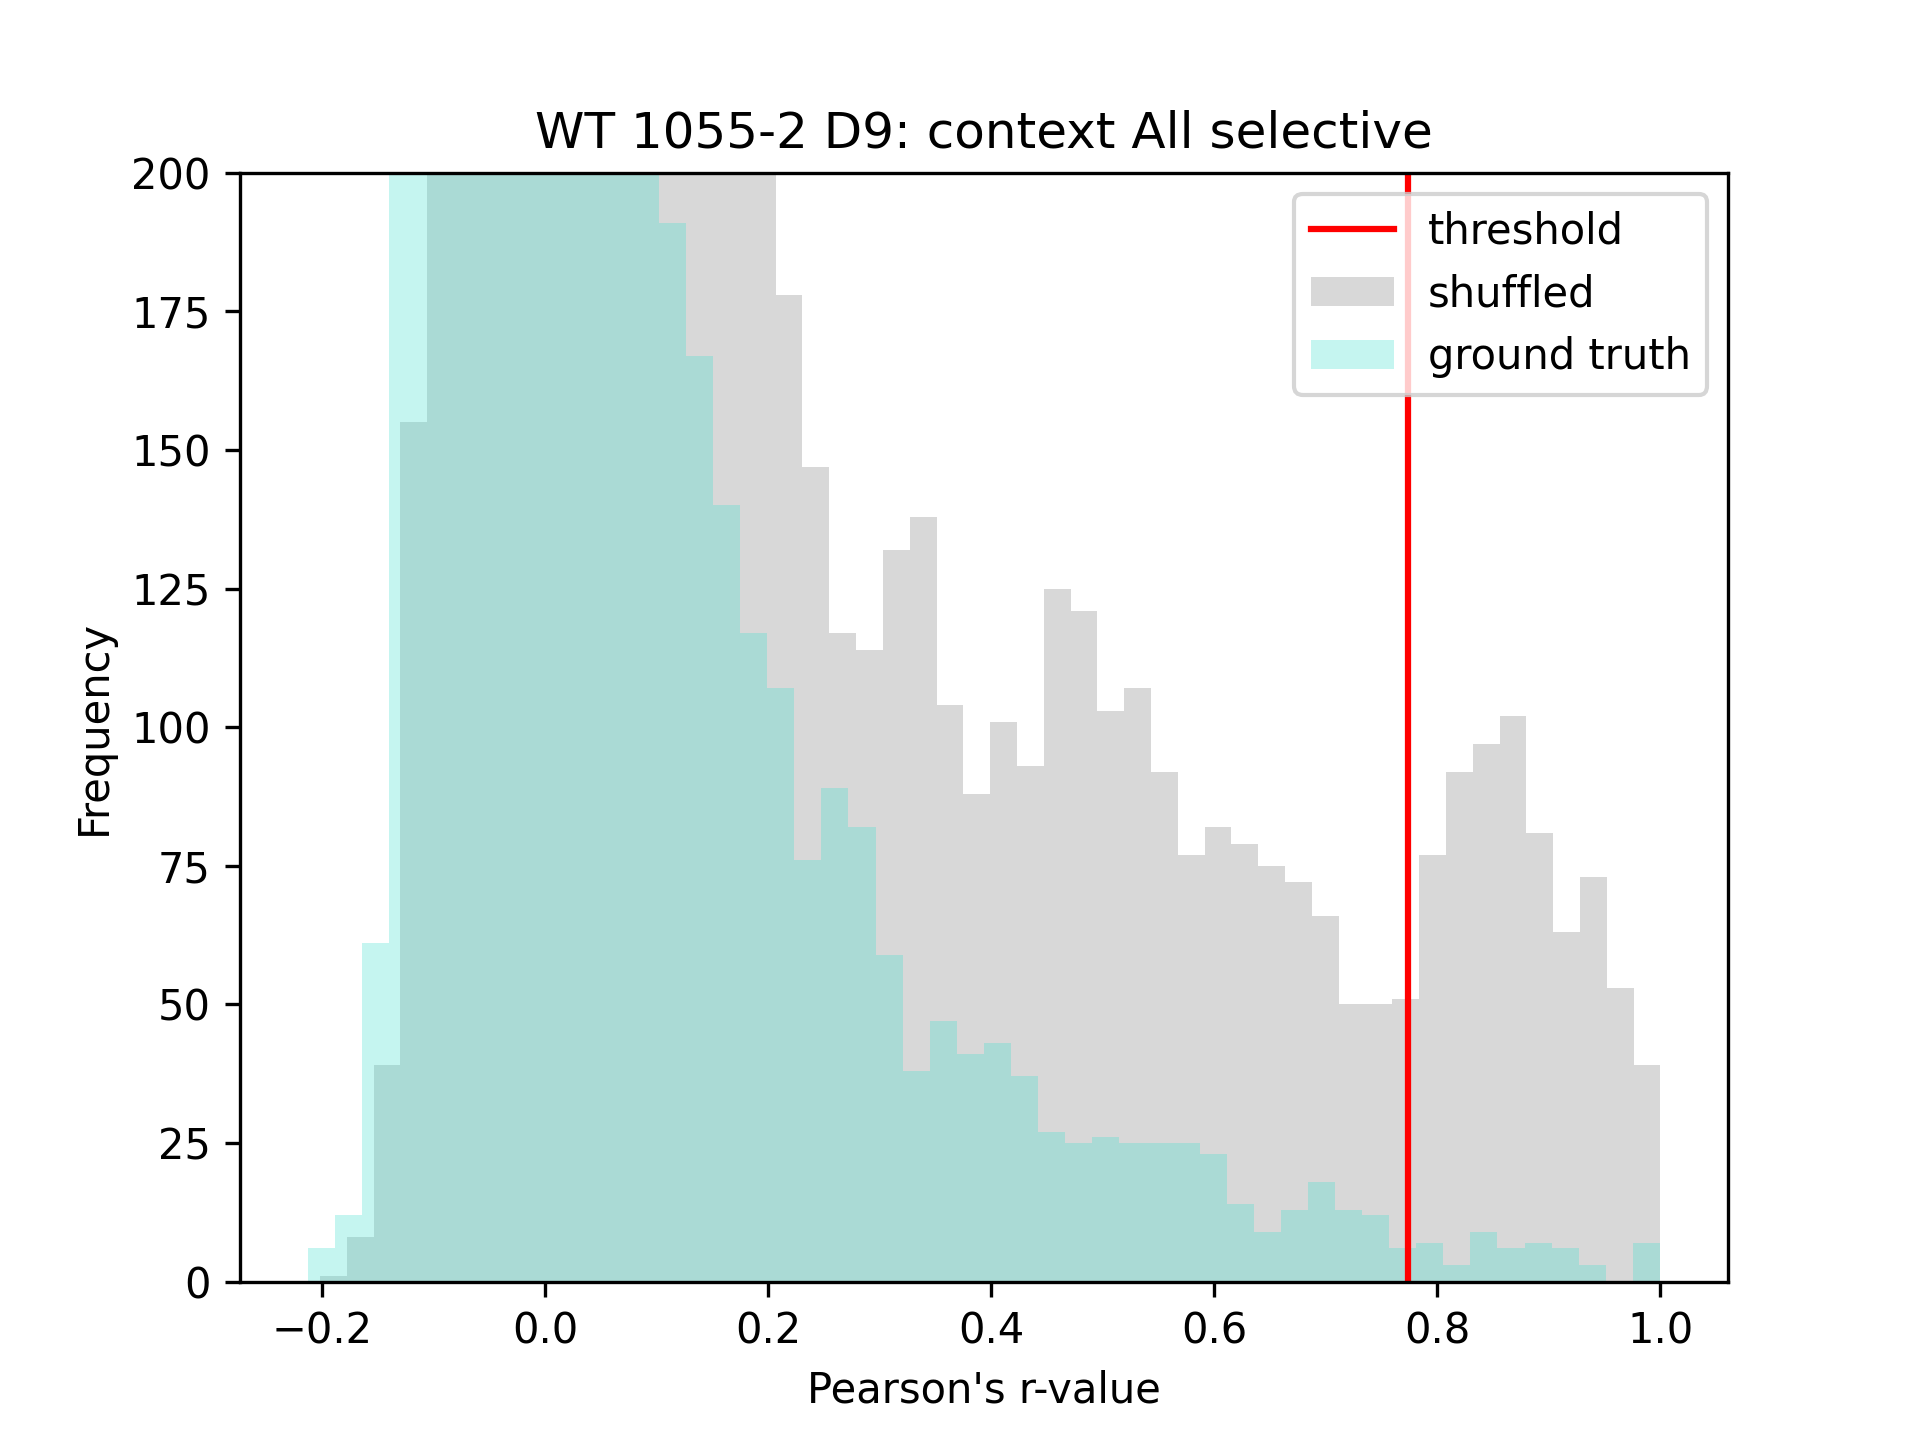 WT 1055-2 D9: context All selective
200
175
150
125
100
75
50
25
0
Frequency
threshold
shuffled
ground truth
−0.2 0.0 0.2 0.4 0.6 0.8 1.0
Pearson's r-value